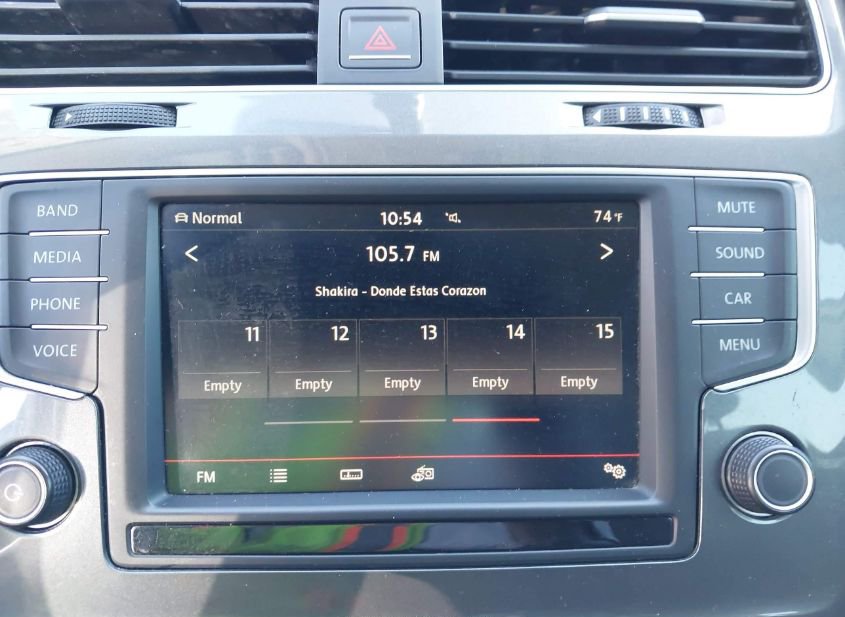 BAND
MEDIA
PHONE
VOICE
Normal 10:54 74°F
105.7 FM
Shakira - Donde Estas Corazon
11 12 13 14 15
Empty Empty Empty Empty Empty
FM
MUTE
SOUND
CAR
MENU